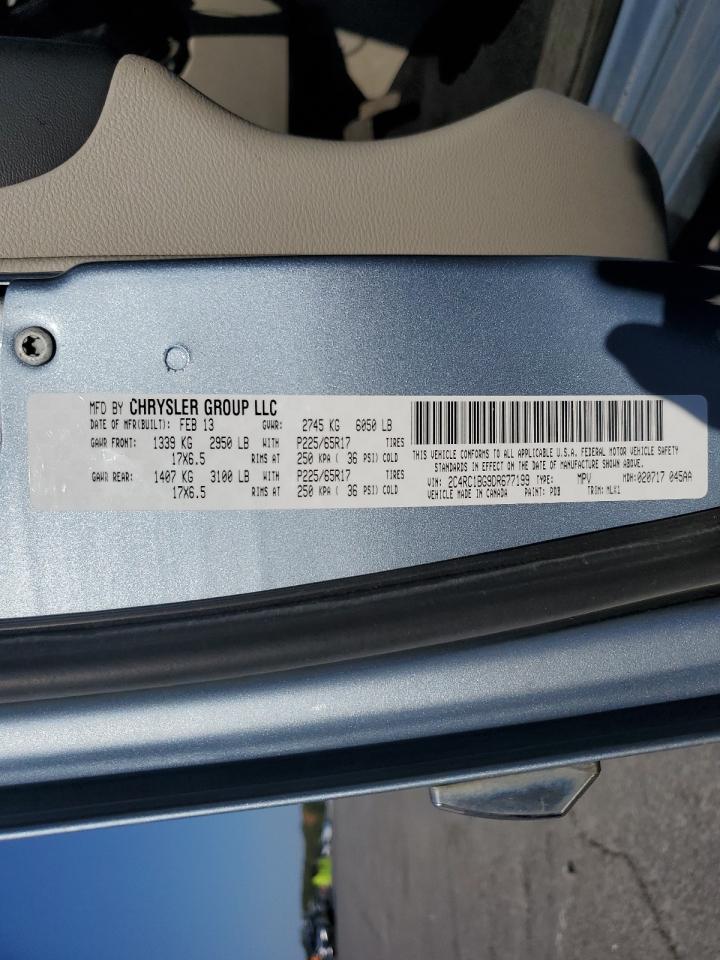 MFD BY CHRYSLER GROUP LLC
DATE OF MFR(BUILT): FEB 13 GVWR: 2745 KG 6050 LB
GAWR FRONT: 1339 KG 2950 LB WITH P225/65R17 TIRES
17X6.5 RIMS AT 250 KPA ( 36 PSI) COLD
GAWR REAR: 1407 KG 3100 LB WITH P225/65R17 TIRES
17X6.5 RIMS AT 250 KPA ( 36 PSI) COLD
THIS VEHICLE CONFORMS TO ALL APPLICABLE U.S.A. FEDERAL MOTOR VEHICLE SAFETY
STANDARDS IN EFFECT ON THE DATE OF MANUFACTURE SHOWN ABOVE.
VIN: 2C4RC1BG9DR677199 TYPE: MPV MDH:020717 045AA
VEHICLE MADE IN CANADA PAINT: PDB TRIM: